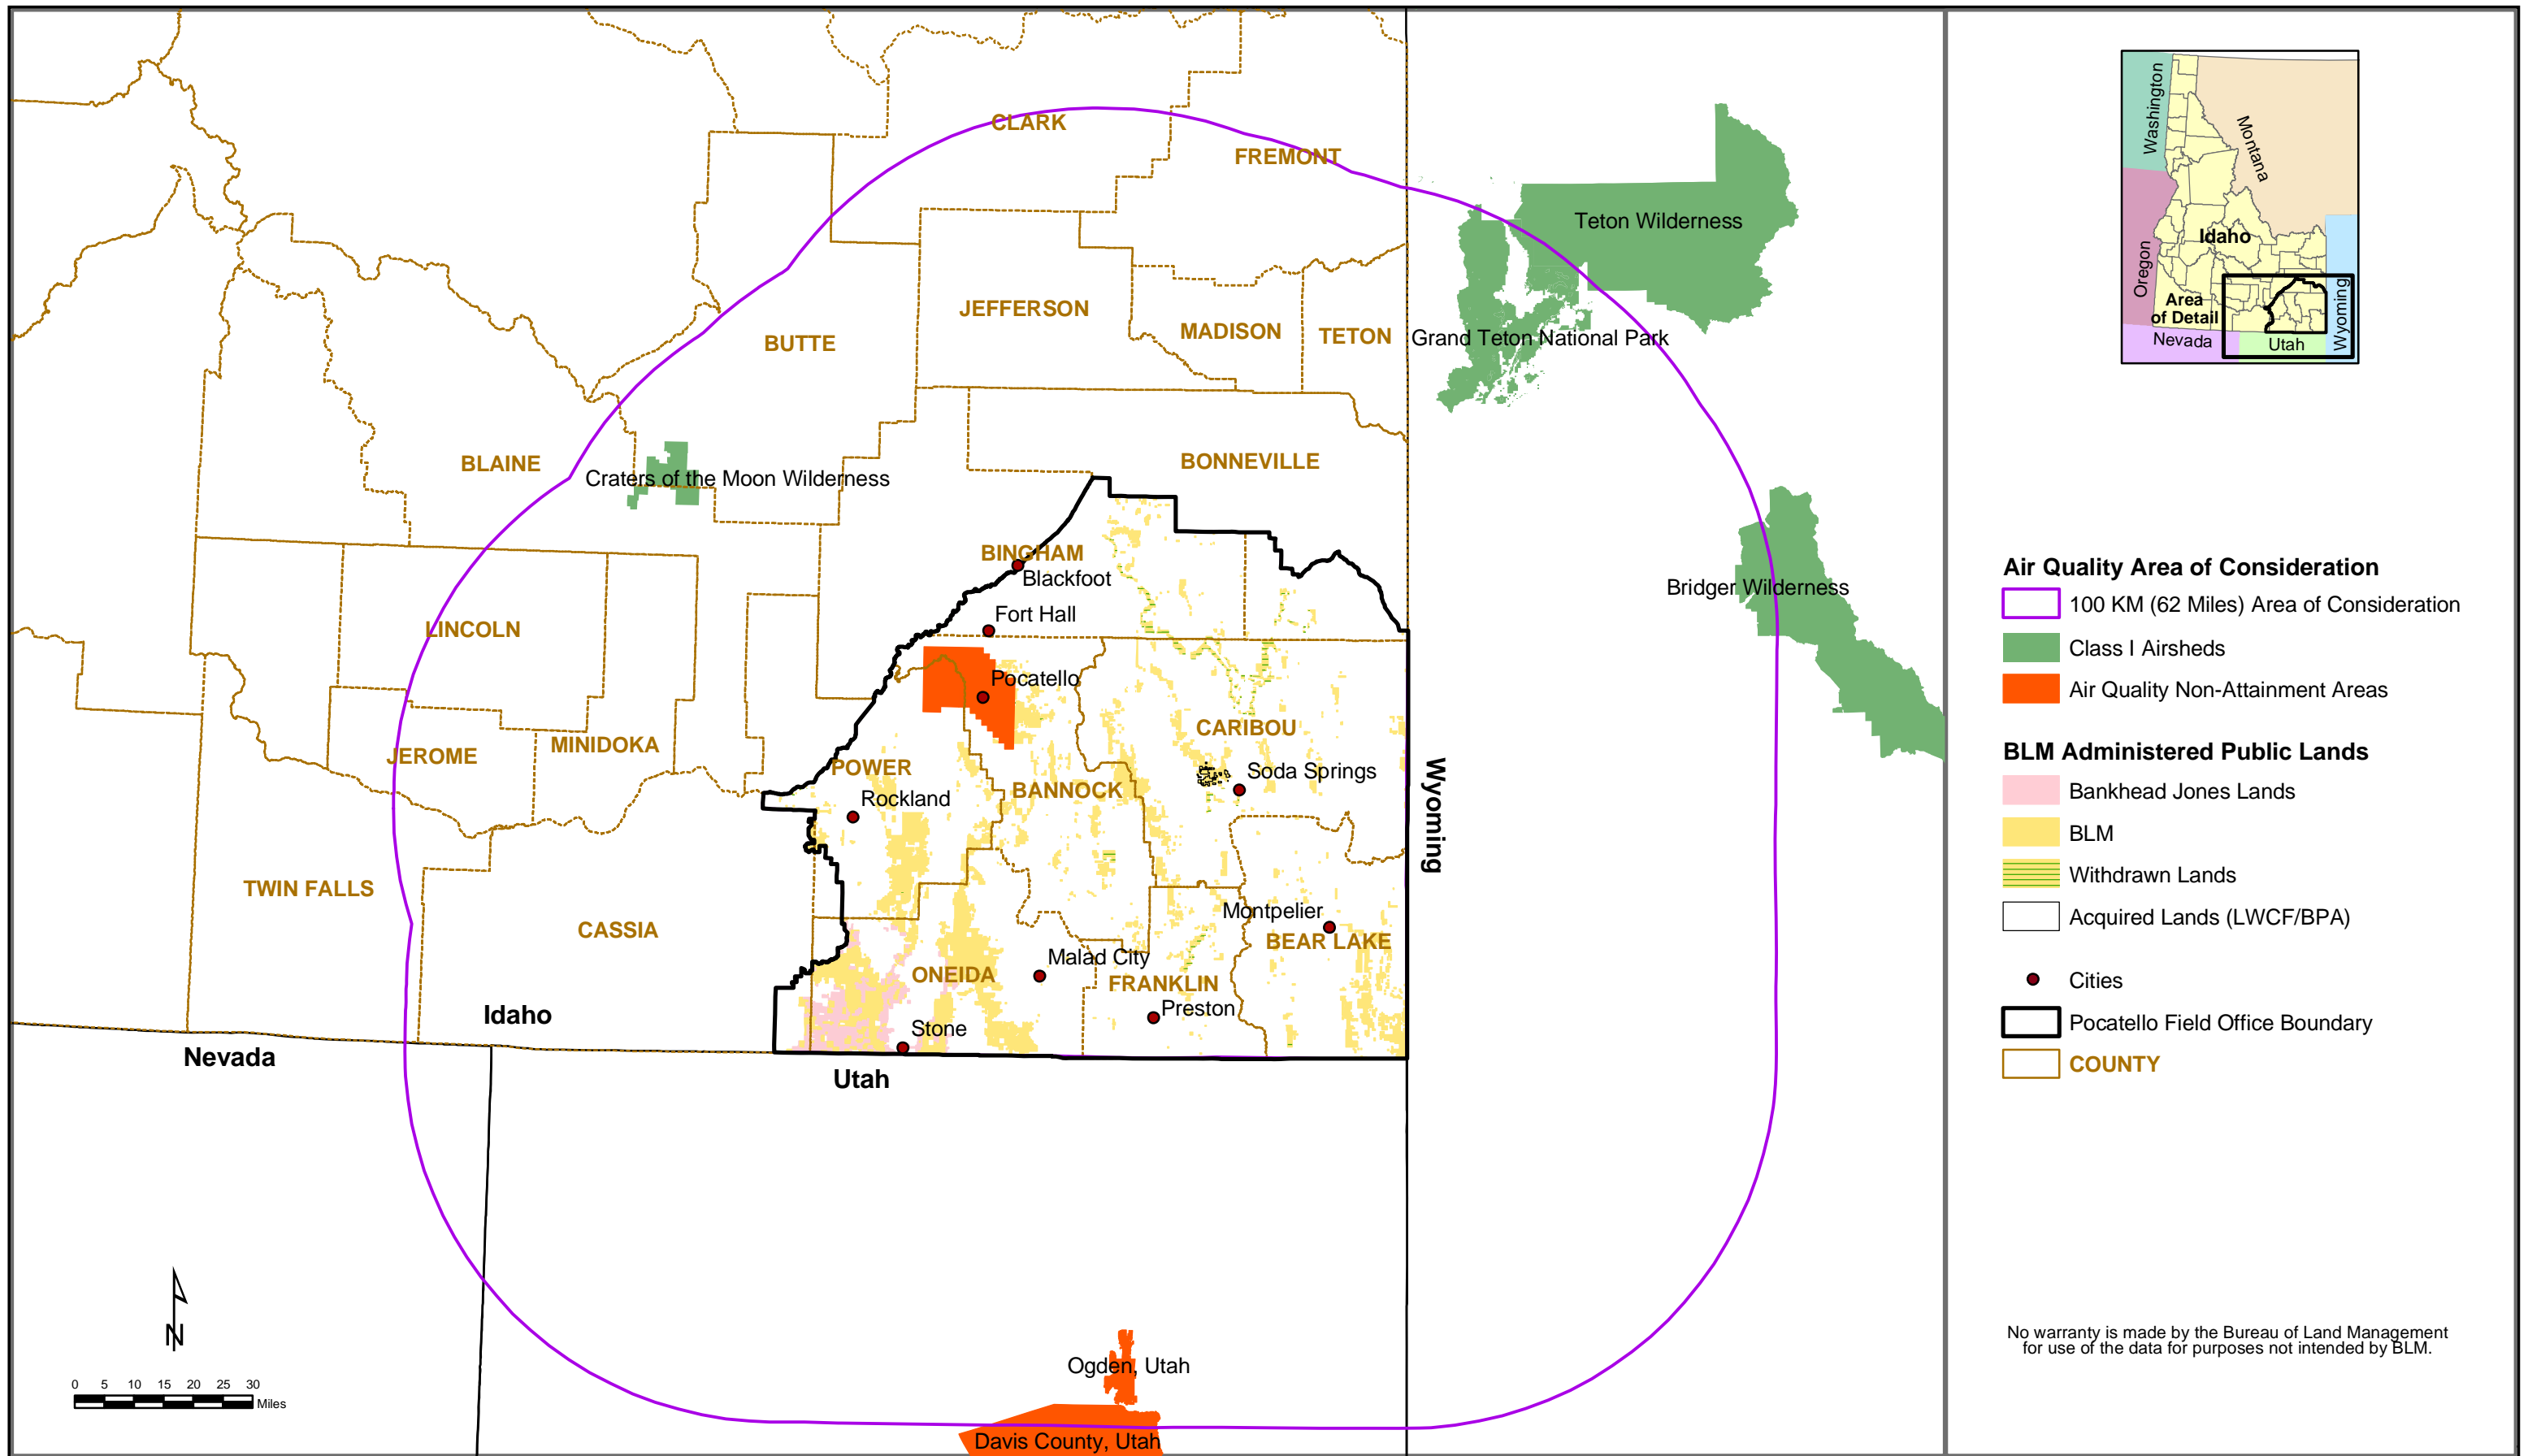 CLARK
FREMONT
Teton Wilderness
JEFFERSON
BUTTE
MADISON
TETON
Grand Teton National Park
BLAINE
BONNEVILLE
Craters of the Moon Wilderness
BINGHAM
Blackfoot
Bridger Wilderness
Fort Hall
LINCOLN
Pocatello
CARIBOU
MINIDOKA
JEROME
POWER
Soda Springs
BANNOCK
Rockland
Wyoming
TWIN FALLS
Montpelier
CASSIA
BEAR LAKE
Malad City
ONEIDA
FRANKLIN
Preston
Idaho
Stone
Nevada
Utah
Ogden, Utah
Davis County, Utah
N
0 5 10 15 20 25 30
Miles
Washington
Montana
Idaho
Oregon
Area
of Detail
Wyoming
Nevada
Utah
Air Quality Area of Consideration
100 KM (62 Miles) Area of Consideration
Class I Airsheds
Air Quality Non-Attainment Areas
BLM Administered Public Lands
Bankhead Jones Lands
BLM
Withdrawn Lands
Acquired Lands (LWCF/BPA)
Cities
Pocatello Field Office Boundary
COUNTY
No warranty is made by the Bureau of Land Management
for use of the data for purposes not intended by BLM.